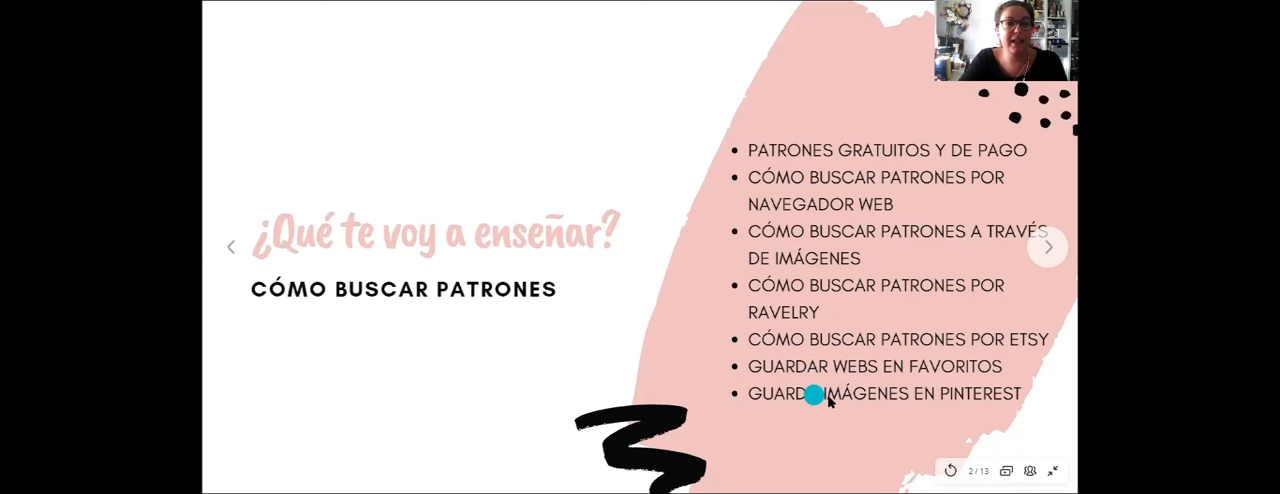 ¿Qué te voy a enseñar?
CÓMO BUSCAR PATRONES
PATRONES GRATUITOS Y DE PAGO
CÓMO BUSCAR PATRONES POR
NAVEGADOR WEB
CÓMO BUSCAR PATRONES A TRAVÉS
DE IMÁGENES
CÓMO BUSCAR PATRONES POR
RAVELRY
CÓMO BUSCAR PATRONES POR ETSY
GUARDAR WEBS EN FAVORITOS
IMÁGENES EN PINTEREST
2 / 13